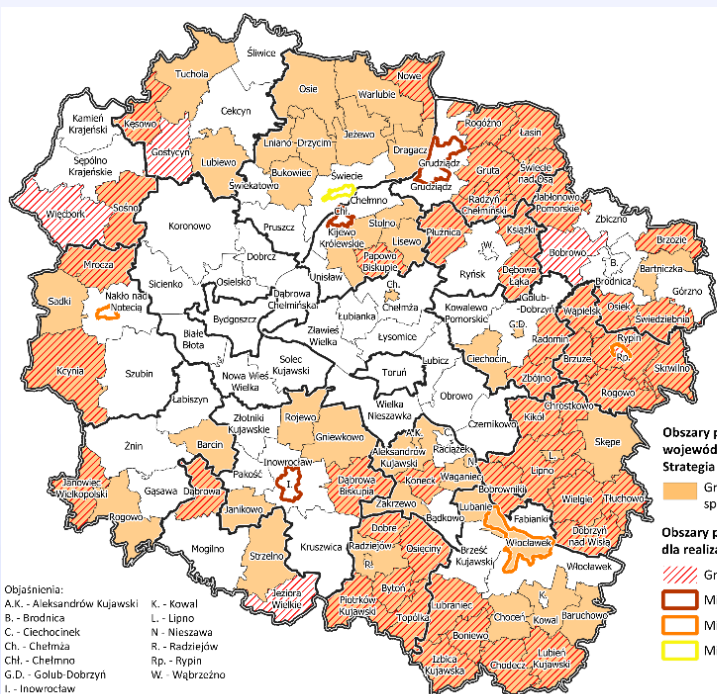 Śliwice
Tuchola
Nowe
Osie
Warlubie
Cekcyn
Kamień
Krajeński
Kęsowo
Rogóźno
Łasin
Gostycyn
Lniano
Drzycim
Jeżewo
Dragacz
Sępólno
Krajeńskie
Lubiewo
Bukowiec
Grudziądz
Gruta
Świecie
nad Osą
Świekatowo
Świecie
Grudziądz
Radzyń
Chełmiński
Jabłonowo
Pomorskie
Więcbork
Sośno
Chełmno
Zbiczno
Koronowo
Pruszcz
Chł.
Stolno
Płużnica
Książki
Kijewo
Królewskie
Lisewo
W.
Bobrowo
Brzozie
Mrocza
Dobrcz
Papowo
Biskupie
Ryńsk
Dębowa
Łąka
B.
Brodnica
Bartniczka
Sicienko
Osielsko
Unisław
Ch.
Górzno
Sadki
Nakło nad
Notecią
Dąbrowa
Chełmińska
Chełmża
Kowalewo
Pomorskie
Golub-
Dobrzyń
Wąpielsk
Osiek
Świedziebnia
Bydgoszcz
Łubianka
G.D.
Białe
Błota
Zławieś
Wielka
Łysomice
Radomin
Rypin
Rp.
Kcynia
Szubin
Solec
Kujawski
Lubicz
Ciechocin
Brzuze
Skrwilno
Nowa Wieś
Wielka
Toruń
Zbójno
Rogowo
Łabiszyn
Wielka
Nieszawka
Obrowo
Chrostkowo
Złotniki
Kujawskie
Rojewo
Czernikowo
Kikół
Żnin
Barcin
Gniewkowo
A.K.
Skępe
Inowrocław
Aleksandrów
Kujawski
Raciążek
L.
Lipno
Janowiec
Wielkopolski
Gąsawa
Dąbrowa
Pakość
I.
Dąbrowa
Biskupia
Koneck
N.
Waganiec
Bobrowniki
Wielgie
Tłuchowo
Rogowo
Janikowo
Zakrzewo
Lubanie
Fabianki
Dobrzyń
nad Wisłą
Mogilno
Strzelno
Kruszwica
Dobre
Bądkowo
Radziejów
R.
Osięciny
Brześć
Kujawski
Włocławek
Włocławek
Jeziora
Wielkie
Bytoń
K.
Piotrków
Kujawski
Topólka
Lubraniec
Kowal
Baruchowo
Boniewo
Choceń
Izbica
Kujawska
Chodecz
Lubień
Kujawski
Obszary p
wojewód
Strategia
Gr
sp
Obszary p
dla realiza
Gr
Mi
Mi
Mi
Objaśnienia:
A.K. - Aleksandrów Kujawski
B. - Brodnica
C. - Ciechocinek
Ch. - Chełmża
Chł. - Chełmno
G.D. - Golub-Dobrzyń
I. - Inowrocław
K. - Kowal
L. - Lipno
N - Nieszawa
R. - Radziejów
Rp. - Rypin
W. - Wąbrzeźno